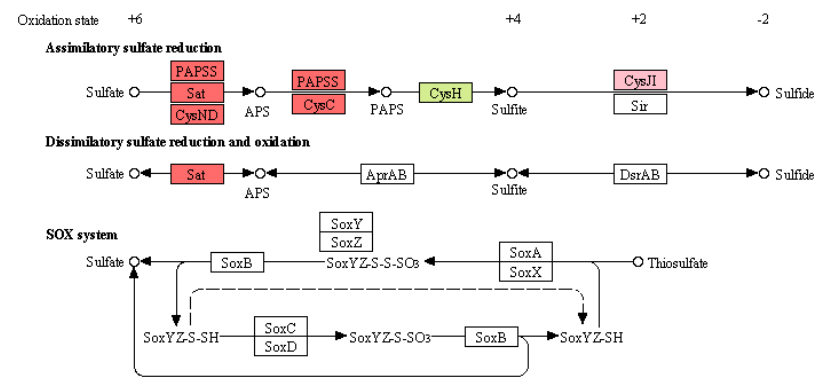 Oxidation state +6 +4 +2 -2
Assimilatory sulfate reduction
PAPSS PAPSS CysJI
Sulfate Sat APS CysC PAPS CysH Sulfite Sir Sulfide
CysND
Dissimilatory sulfate reduction and oxidation
Sulfate Sat APS AprAB Sulfite DsrAB Sulfide
SOX system
SoxY
SoxZ SoxA
Sulfate SoxB SoxYZ-S-S-SO3 SoxX Thiosulfate
SoxYZ-S-SH SoxC SoxYZ-S-SO3 SoxB SoxYZ-SH
SoxD